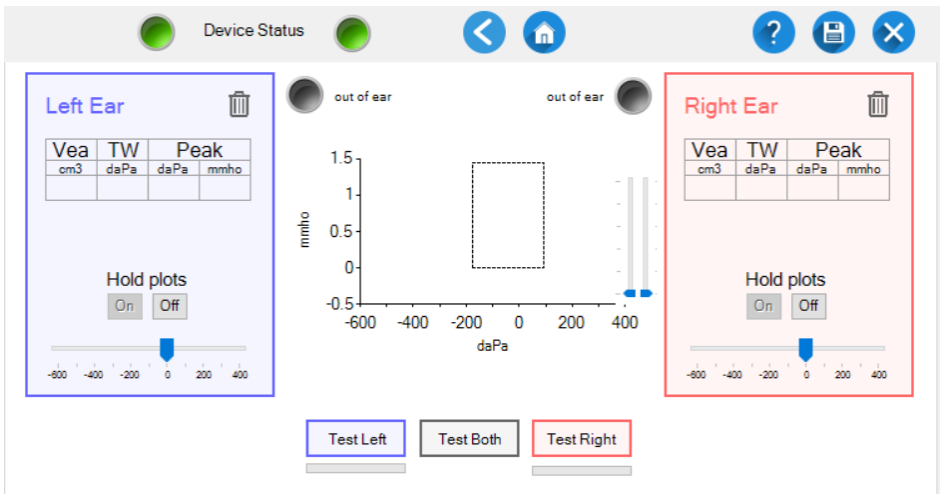 Device Status
?
Left Ear
out of ear
out of ear
Right Ear
Vea TW Peak
cm3 daPa daPa mmho
Hold plots
On Off
-600 -400 -200 0 200 400
mmho
1.5
1
0.5
0
-0.5
-600 -400 -200 0 200 400
daPa
Vea TW Peak
cm3 daPa daPa mmho
Hold plots
On Off
-600 -400 -200 0 200 400
Test Left
Test Both
Test Right